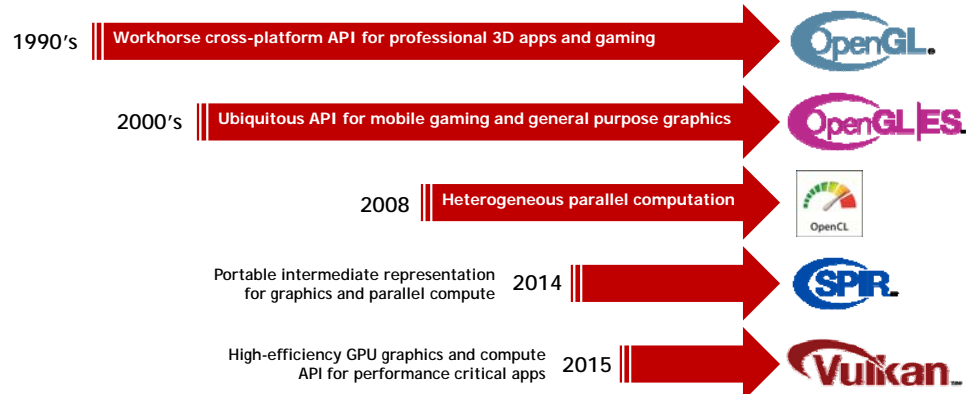 1990's Workhorse cross-platform API for professional 3D apps and gaming OpenGL®
2000's Ubiquitous API for mobile gaming and general purpose graphics OpenGL|ES
2008 Heterogeneous parallel computation OpenCL
Portable intermediate representation
for graphics and parallel compute
2014 SPIR
High-efficiency GPU graphics and compute
API for performance critical apps
2015 Vulkan